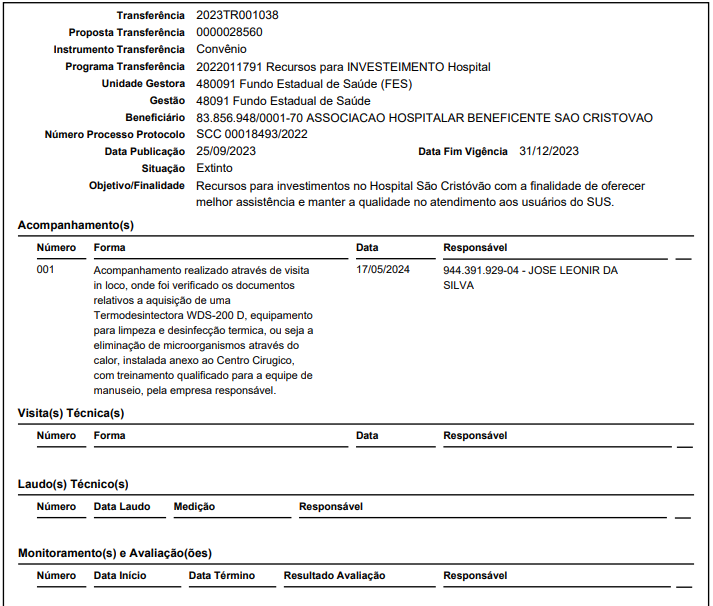 Transferência 2023TR001038
Proposta Transferência 0000028560
Instrumento Transferência Convênio
Programa Transferência 2022011791 Recursos para INVESTEIMENTO Hospital
Unidade Gestora 480091 Fundo Estadual de Saúde (FES)
Gestão 48091 Fundo Estadual de Saúde
Beneficiário 83.856.948/0001-70 ASSOCIACAO HOSPITALAR BENEFICENTE SAO CRISTOVAO
Número Processo Protocolo SCC 00018493/2022
Data Publicação 25/09/2023 Data Fim Vigência 31/12/2023
Situação Extinto
Objetivo/Finalidade Recursos para investimentos no Hospital São Cristóvão com a finalidade de oferecer
melhor assistência e manter a qualidade no atendimento aos usuários do SUS.
Acompanhamento(s)
Número Forma Data Responsável
001 Acompanhamento realizado através de visita 17/05/2024 944.391.929-04 - JOSE LEONIR DA
in loco, onde foi verificado os documentos SILVA
relativos a aquisição de uma
Termodesintectora WDS-200 D, equipamento
para limpeza e desinfecção termica, ou seja a
eliminação de microorganismos através do
calor, instalada anexo ao Centro Cirugico,
com treinamento qualificado para a equipe de
manuseio, pela empresa responsável.
Visita(s) Técnica(s)
Número Forma Data Responsável
Laudo(s) Técnico(s)
Número Data Laudo Medição Responsável
Monitoramento(s) e Avaliação(ões)
Número Data Início Data Término Resultado Avaliação Responsável